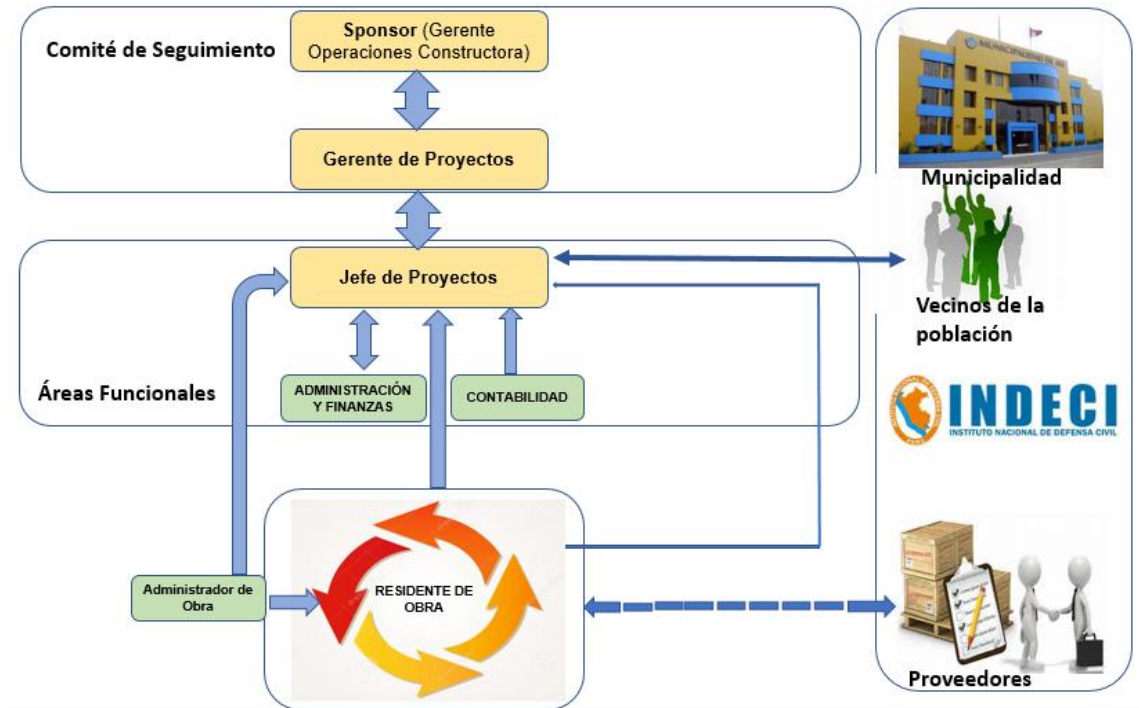 Comité de Seguimiento
Sponsor (Gerente
Operaciones Constructora)
Gerente de Proyectos
Áreas Funcionales
Jefe de Proyectos
ADMINISTRACIÓN
Y FINANZAS
CONTABILIDAD
Administrador de
Obra
RESIDENTE DE
OBRA
Municipalidad
Vecinos de la
población
INDECI
INSTITUTO NACIONAL DE DEFENSA CIVIL
Proveedores